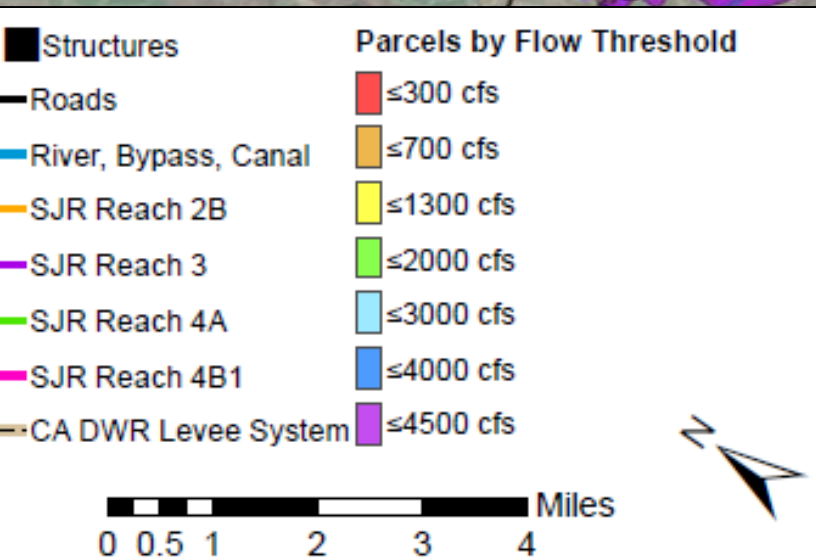 Structures
Roads
River, Bypass, Canal
SJR Reach 2B
SJR Reach 3
SJR Reach 4A
SJR Reach 4B1
CA DWR Levee System
Parcels by Flow Threshold
≤300 cfs
≤700 cfs
≤1300 cfs
≤2000 cfs
≤3000 cfs
≤4000 cfs
≤4500 cfs
N
Miles
0 0.5 1 2 3 4